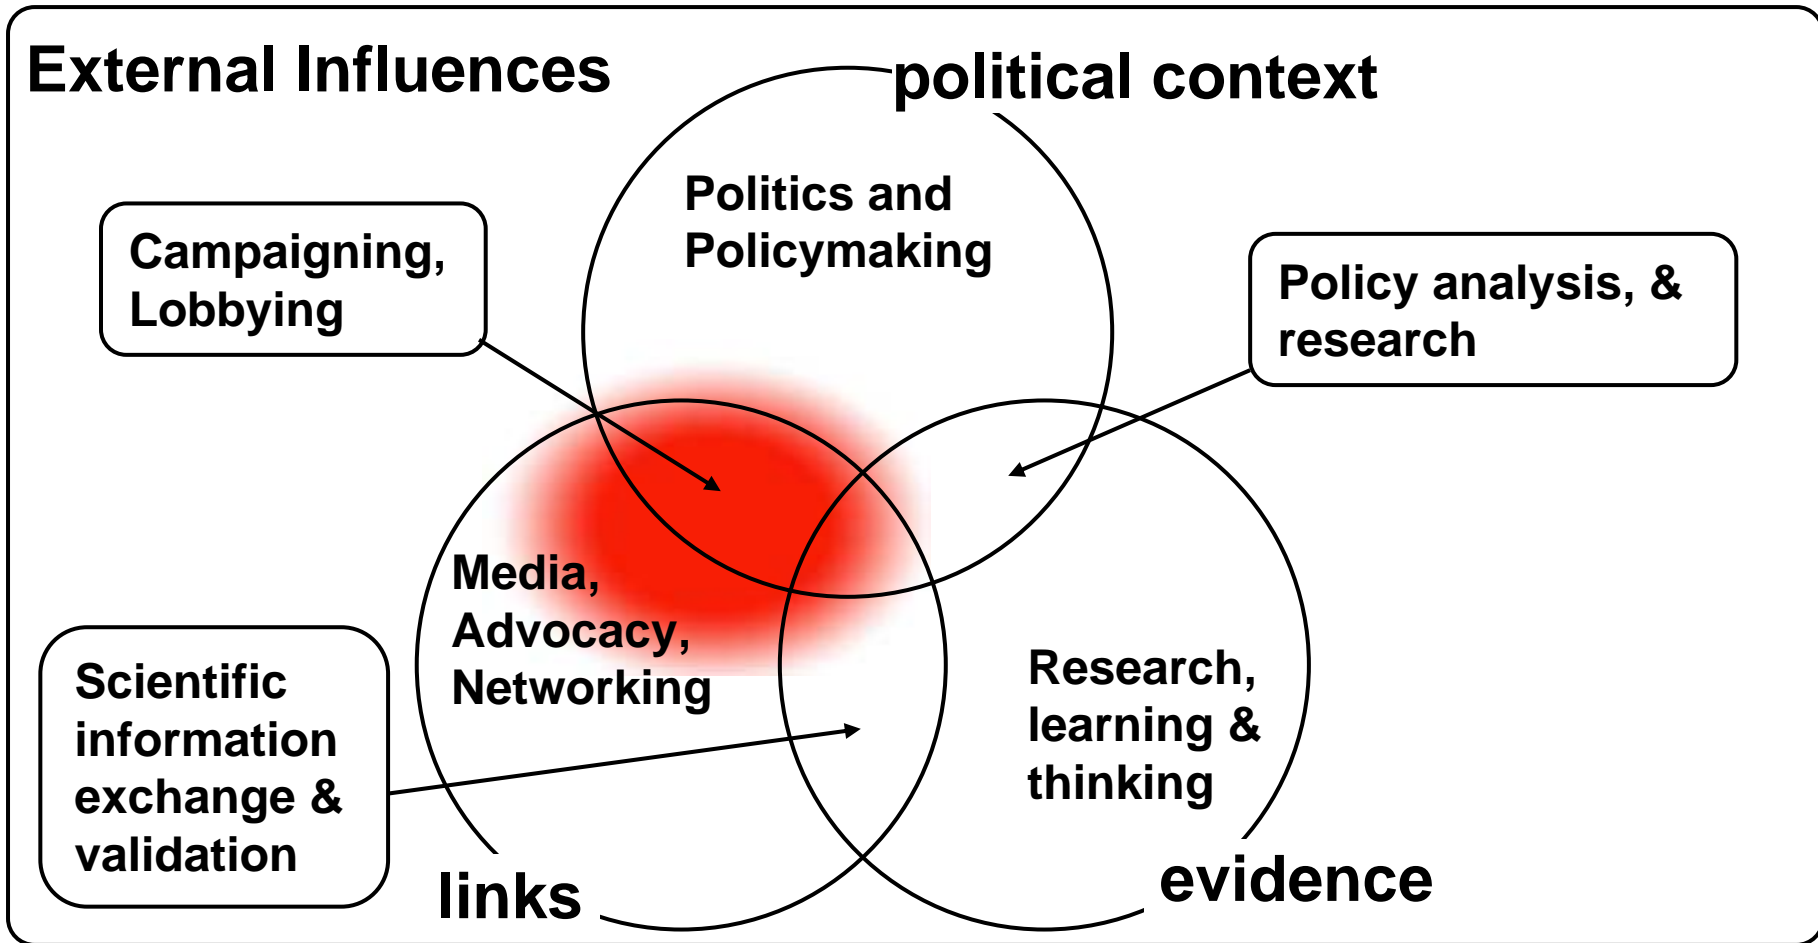 External Influences
political context
Politics and
Policymaking
Campaigning,
Lobbying
Policy analysis, &
research
Media,
Advocacy,
Networking
Scientific
information
exchange &
validation
Research,
learning &
thinking
links
evidence